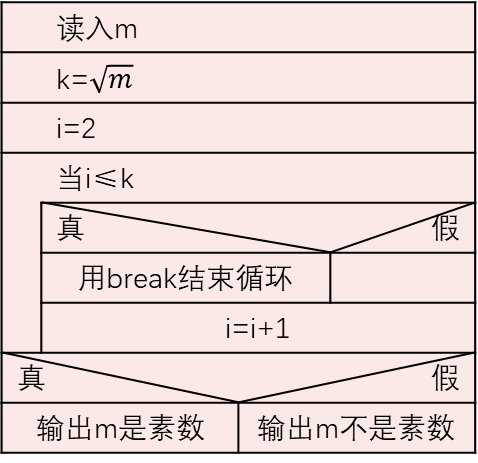 读入m
k=√m
i=2
当i≤k
真 假
用break结束循环
i=i+1
真 假
输出m是素数 输出m不是素数